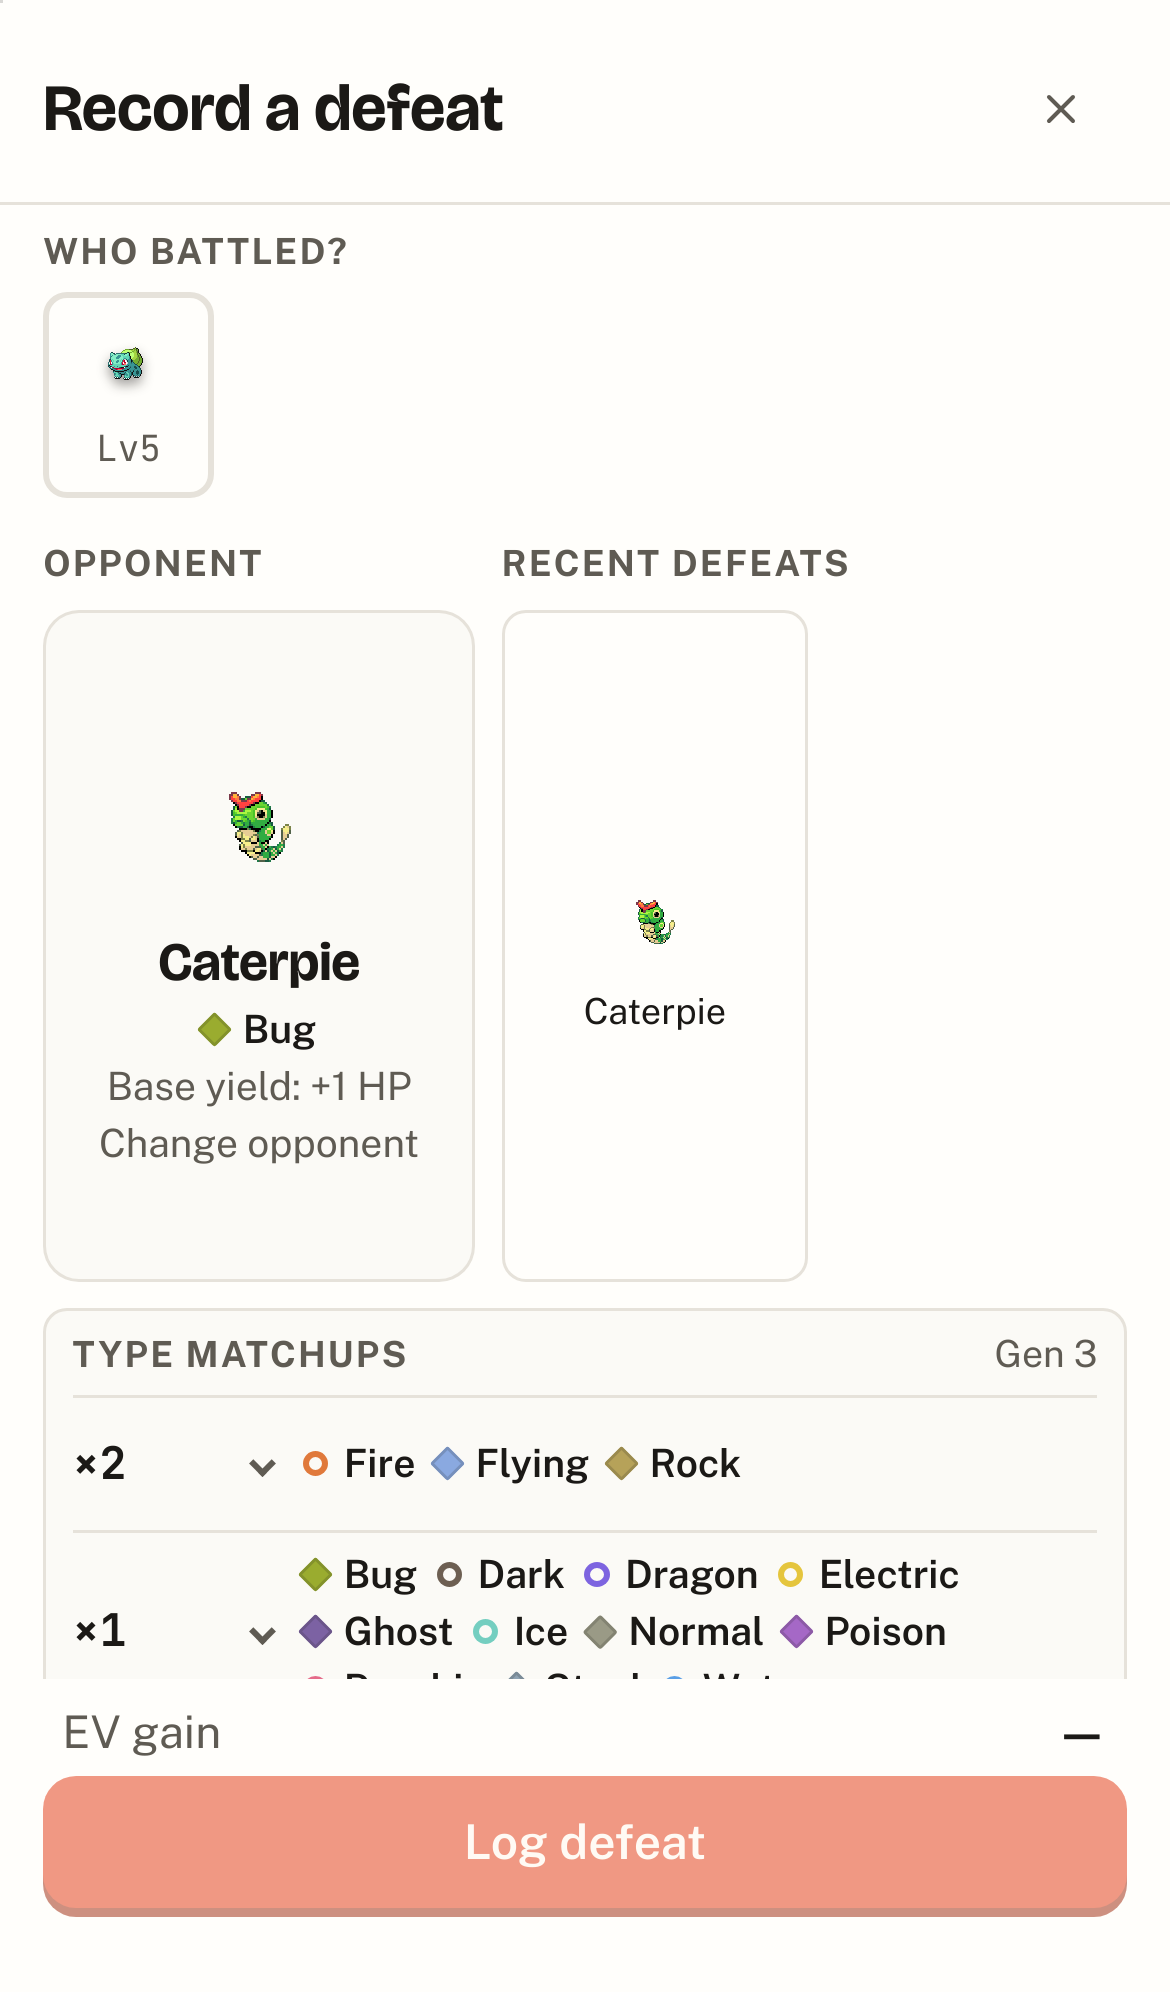 Record a defeat
WHO BATTLED?
Lv5
OPPONENT
RECENT DEFEATS
Caterpie
Bug
Base yield: +1 HP
Change opponent
Caterpie
TYPE MATCHUPS
Gen 3
×2
Fire Flying Rock
×1
Bug Dark Dragon Electric
Ghost Ice Normal Poison
EV gain
—
Log defeat